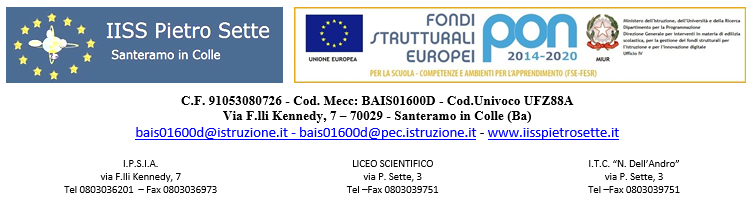 IISS Pietro Sette
Santeramo in Colle
UNIONE EUROPEA
FONDI
STRUTTURALI
EUROPEI
pon
2014-2020
PER LA SCUOLA - COMPETENZE E AMBIENTI PER L'APPRENDIMENTO (FSE-FESR)
MIUR
Ministero dell'Istruzione, dell'Università e della Ricerca
Dipartimento per la Programmazione
Direzione Generale per interventi in materia di edilizia
scolastica, per la gestione dei fondi strutturali per
l'istruzione e per l'innovazione digitale
Ufficio IV
C.F. 91053080726 - Cod. Mecc: BAIS01600D - Cod.Univoco UFZ88A
Via F.lli Kennedy, 7 – 70029 - Santeramo in Colle (Ba)
bais01600d@istruzione.it - bais01600d@pec.istruzione.it - www.iisspietrosette.it
I.P.S.I.A.
via F.lli Kennedy, 7
Tel 0803036201 – Fax 0803036973
LICEO SCIENTIFICO
via P. Sette, 3
Tel –Fax 0803039751
I.T.C. “N. Dell’Andro”
via P. Sette, 3
Tel –Fax 0803039751